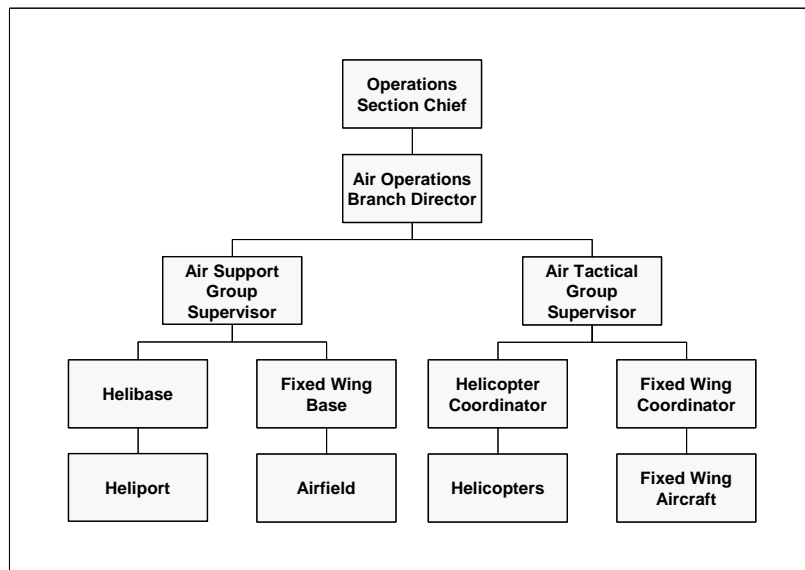 Operations
Section Chief
Air Operations
Branch Director
Air Support
Group
Supervisor
Air Tactical
Group
Supervisor
Helibase
Fixed Wing
Base
Helicopter
Coordinator
Fixed Wing
Coordinator
Heliport
Airfield
Helicopters
Fixed Wing
Aircraft